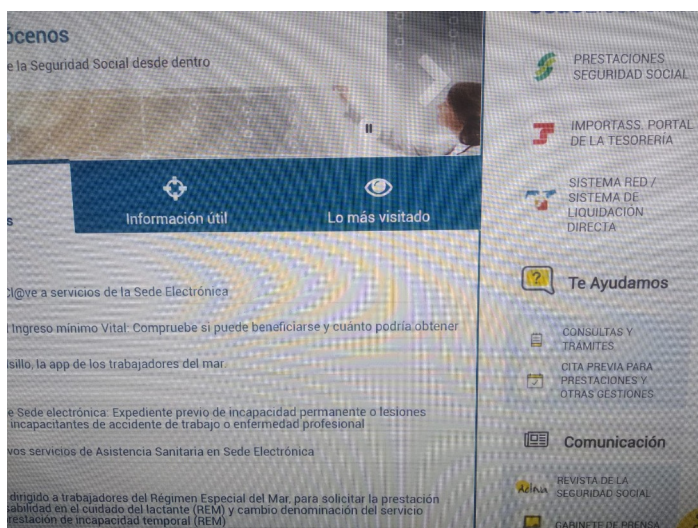 ócenos
e la Seguridad Social desde dentro
Información útil
Lo más visitado
s
Cl@ve a servicios de la Sede Electrónica
Ingreso mínimo Vital: Compruebe si puede beneficiarse y cuánto podría obtener
lsillo, la app de los trabajadores del mar.
e Sede electrónica: Expediente previo de incapacidad permanente o lesiones
incapacitantes de accidente de trabajo o enfermedad profesional
vos servicios de Asistencia Sanitaria en Sede Electrónica
dirigido a trabajadores del Régimen Especial del Mar, para solicitar la prestación
sabilidad en el cuidado del lactante (REM) y cambio denominación del servicio
restación de incapacidad temporal (REM)
PRESTACIONES
SEGURIDAD SOCIAL
IMPORTASS. PORTAL
DE LA TESORERÍA
SISTEMA RED /
SISTEMA DE
LIQUIDACIÓN
DIRECTA
Te Ayudamos
CONSULTAS Y
TRÁMITES
CITA PREVIA PARA
PRESTACIONES Y
OTRAS GESTIONES
Comunicación
REVISTA DE LA
SEGURIDAD SOCIAL
GABINETE DE PRENSA